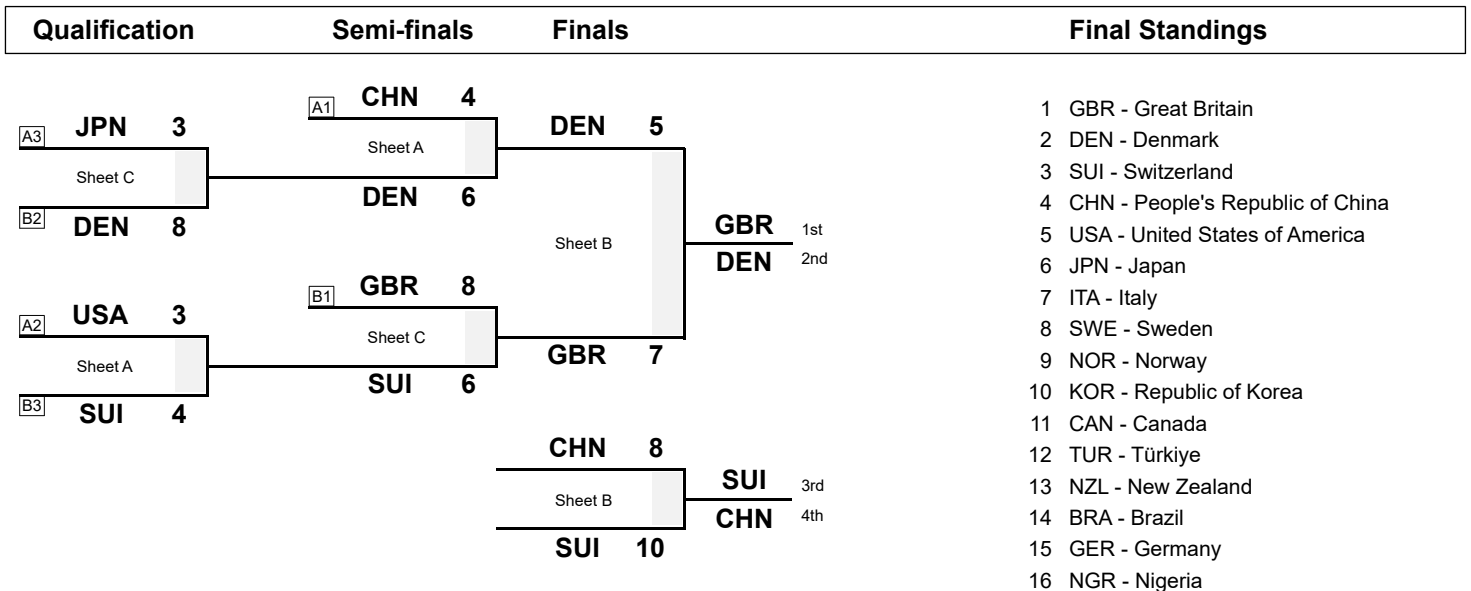 Qualification Semi-finals Finals Final Standings
A3 JPN 3
Sheet C
B2 DEN 8
A2 USA 3
Sheet A
B3 SUI 4
A1 CHN 4
Sheet A
DEN 6
B1 GBR 8
Sheet C
SUI 6
DEN 5
Sheet B
GBR 7
CHN 8
Sheet B
SUI 10
GBR 1st
DEN 2nd
SUI 3rd
CHN 4th
1 GBR - Great Britain
2 DEN - Denmark
3 SUI - Switzerland
4 CHN - People's Republic of China
5 USA - United States of America
6 JPN - Japan
7 ITA - Italy
8 SWE - Sweden
9 NOR - Norway
10 KOR - Republic of Korea
11 CAN - Canada
12 TUR - Türkiye
13 NZL - New Zealand
14 BRA - Brazil
15 GER - Germany
16 NGR - Nigeria